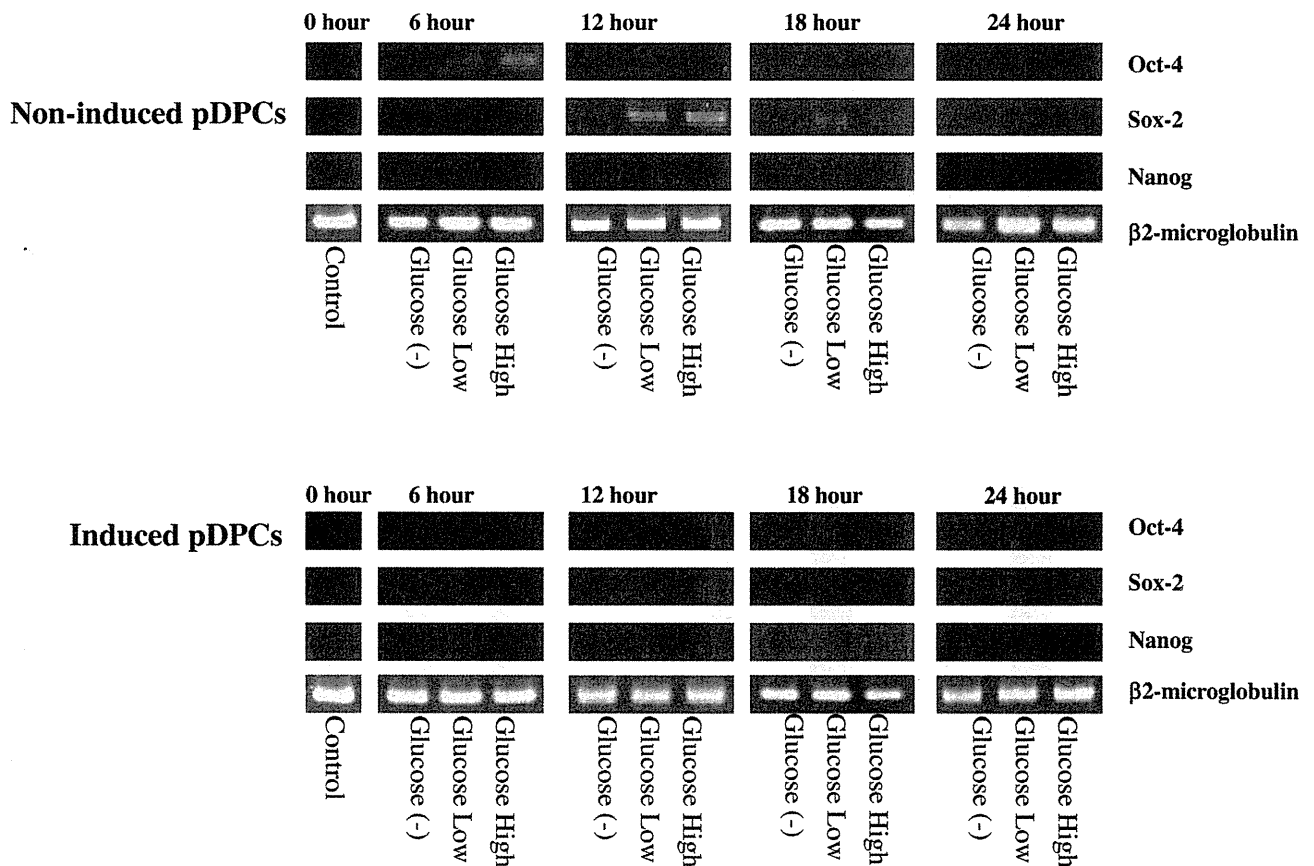 0 hour 6 hour 12 hour 18 hour 24 hour
Oct-4
Non-induced pDPCs
Sox-2
Nanog
β2-microglobulin
Control Glucose (-) Glucose Low Glucose High Glucose (-) Glucose Low Glucose High Glucose (-) Glucose Low Glucose High Glucose (-) Glucose Low Glucose High
0 hour 6 hour 12 hour 18 hour 24 hour
Induced pDPCs
Oct-4
Sox-2
Nanog
β2-microglobulin
Control Glucose (-) Glucose Low Glucose High Glucose (-) Glucose Low Glucose High Glucose (-) Glucose Low Glucose High Glucose (-) Glucose Low Glucose High